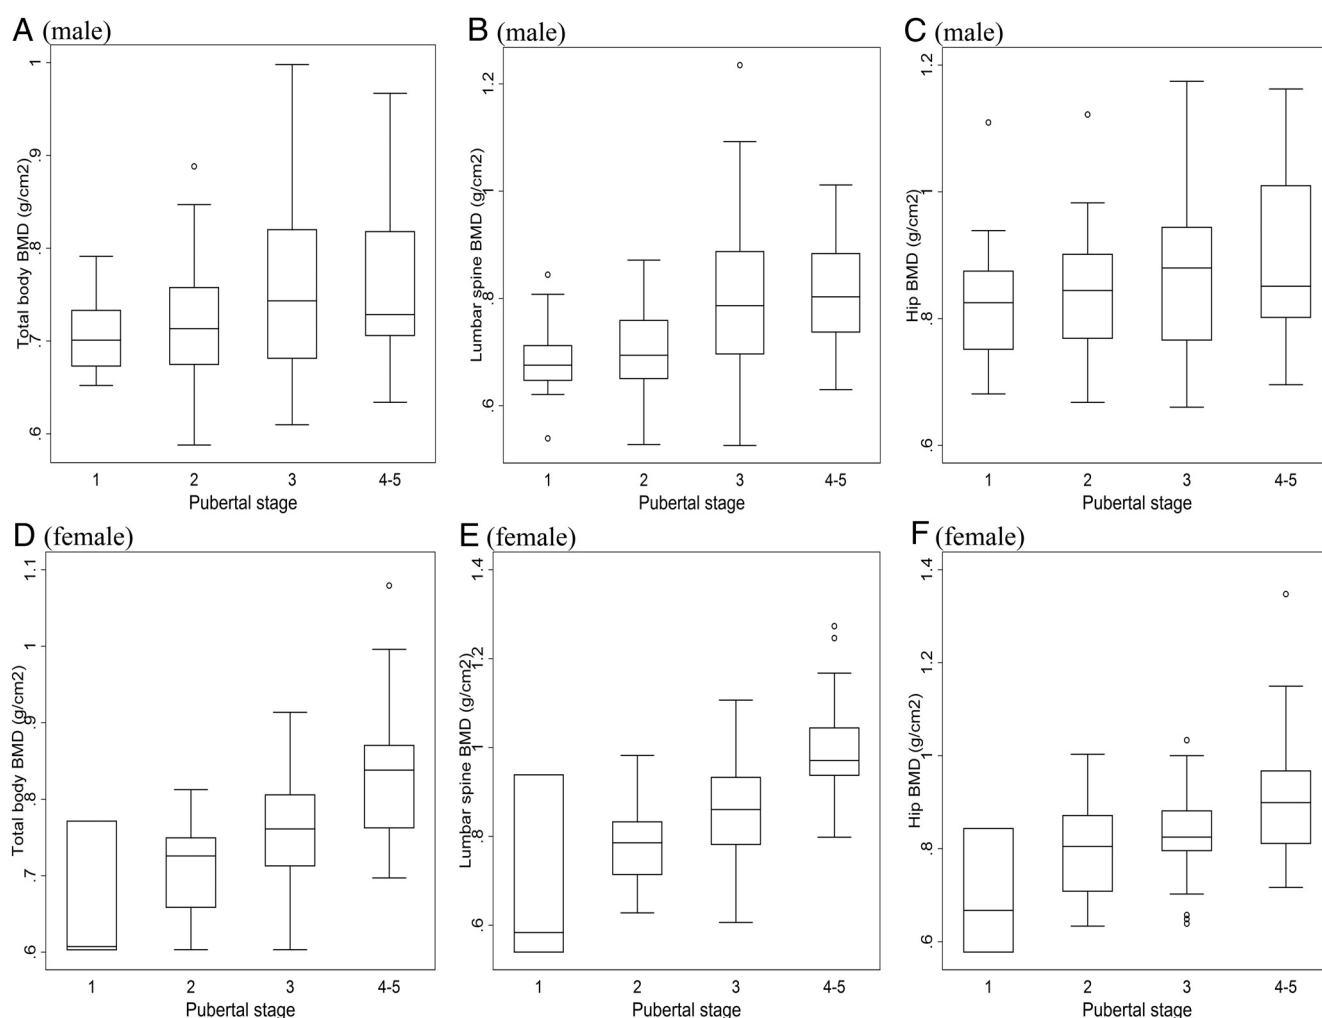 A (male)
Total body BMD (g/cm2)
1
.9
.8
.7
.6
1 2 3 4-5
Pubertal stage
B (male)
Lumbar spine BMD (g/cm2)
1.2
1
.8
.6
1 2 3 4-5
Pubertal stage
C (male)
Hip BMD (g/cm2)
1.2
1
.8
.6
1 2 3 4-5
Pubertal stage
D (female)
Total body BMD (g/cm2)
1.1
1
.9
.8
.7
.6
1 2 3 4-5
Pubertal stage
E (female)
Lumbar spine BMD (g/cm2)
1.4
1.2
1
.8
.6
1 2 3 4-5
Pubertal stage
F (female)
Hip BMD (g/cm2)
1.4
1.2
1
.8
.6
1 2 3 4-5
Pubertal stage